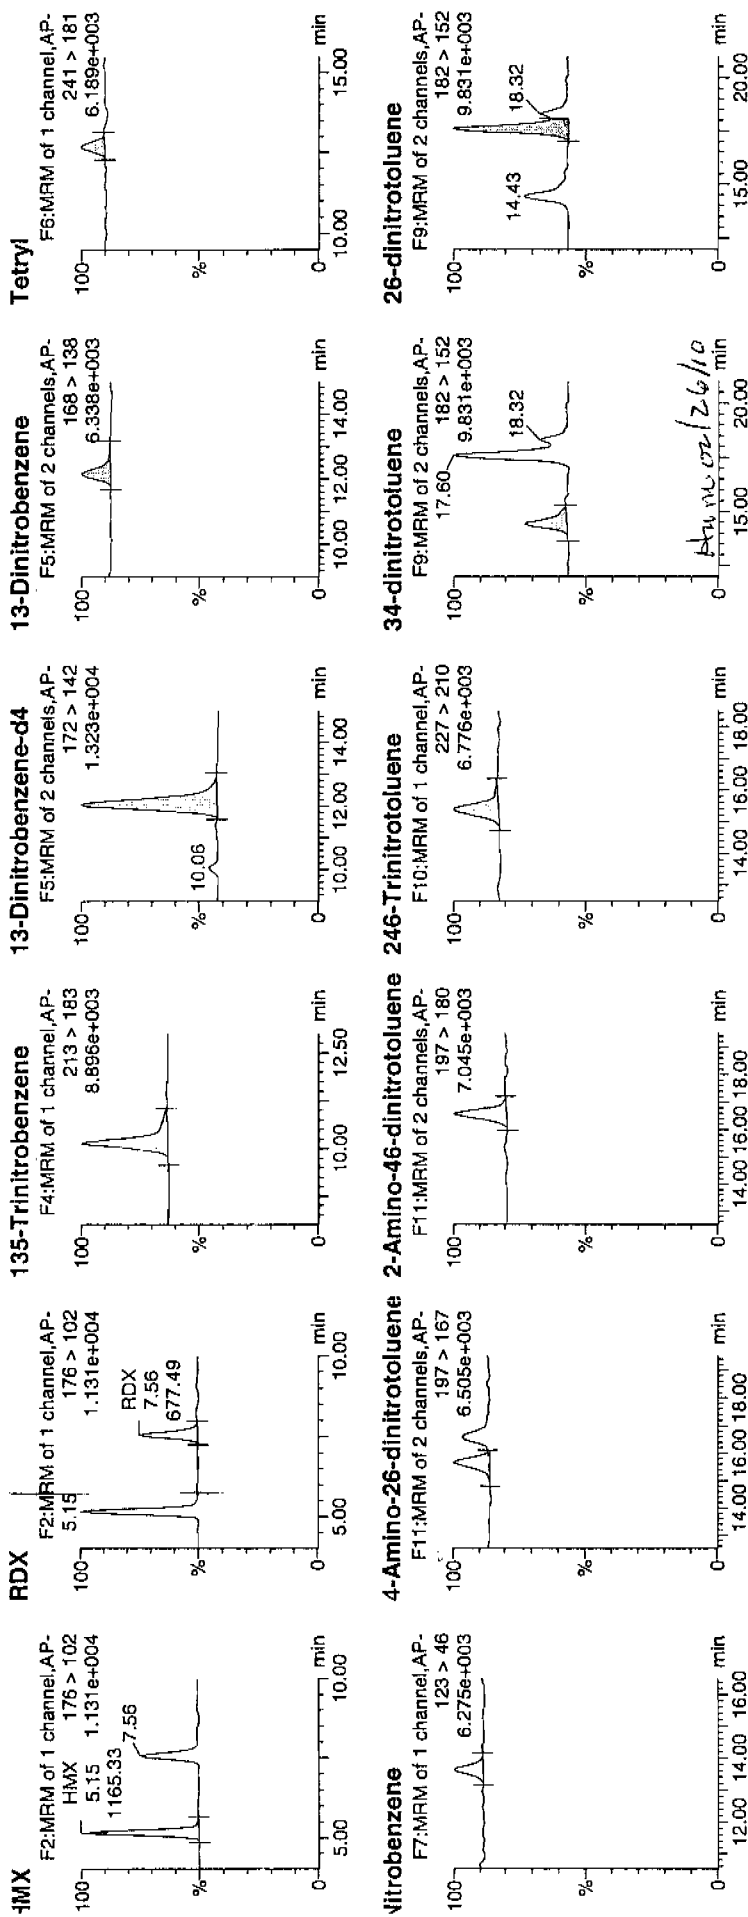 HMX
F2:MRM of 1 channel,AP-
176 > 102
1.131e+004
HMX
5.15
1165.33
7.56
100
%
0
5.00 10.00 min
RDX
F2:MRM of 1 channel,AP-
176 > 102
1.131e+004
5.15
RDX
7.56
677.49
100
%
0
5.00 10.00 min
135-Trinitrobenzene
F4:MRM of 1 channel,AP-
213 > 183
8.896e+003
100
%
0
10.00 12.50 min
13-Dinitrobenzene-d4
F5:MRM of 2 channels,AP-
172 > 142
1.323e+004
10.06
100
%
0
10.00 12.00 14.00 min
13-Dinitrobenzene
F5:MRM of 2 channels,AP-
168 > 138
6.338e+003
100
%
0
10.00 12.00 14.00 min
Tetryl
F6:MRM of 1 channel,AP-
241 > 181
6.189e+003
100
%
0
10.00 15.00 min
Nitrobenzene
F7:MRM of 1 channel,AP-
123 > 46
6.275e+003
100
%
0
12.00 14.00 16.00 min
4-Amino-26-dinitrotoluene
F11:MRM of 2 channels,AP-
197 > 167
6.505e+003
100
%
0
14.00 16.00 18.00 min
2-Amino-46-dinitrotoluene
F11:MRM of 2 channels,AP-
197 > 180
7.045e+003
100
%
0
14.00 16.00 18.00 min
246-Trinitrotoluene
F10:MRM of 1 channel,AP-
227 > 210
6.776e+003
100
%
0
14.00 16.00 18.00 min
34-dinitrotoluene
F9:MRM of 2 channels,AP-
182 > 152
9.831e+003
17.60
18.32
100
%
0
15.00 20.00 min
02/26/10
26-dinitrotoluene
F9:MRM of 2 channels,AP-
182 > 152
9.831e+003
14.43
18.32
100
%
0
15.00 20.00 min